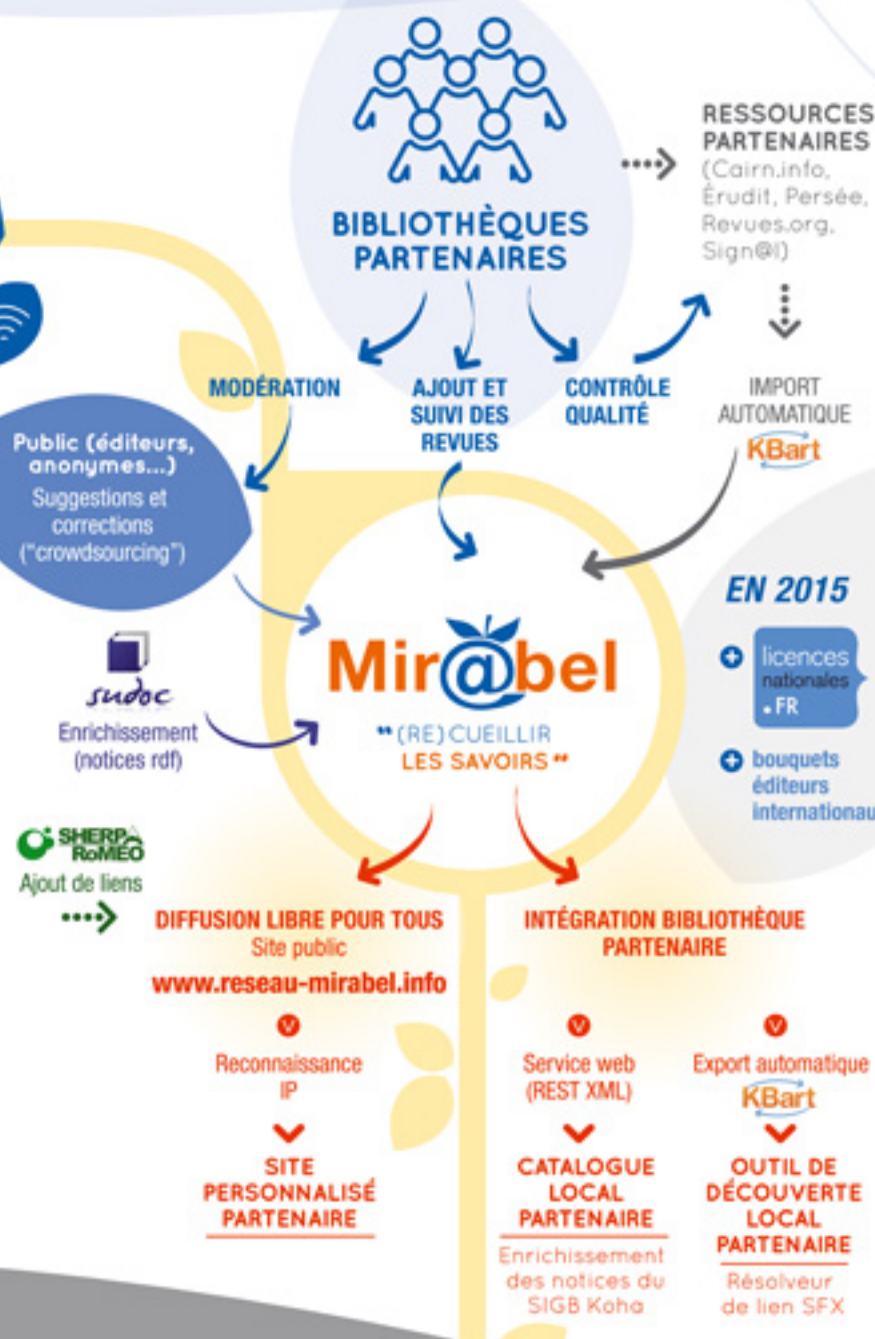 BIBLIOTHÈQUES
PARTENAIRES
RESSOURCES
PARTENAIRES
(Cairn.info,
Érudit, Persée,
Revues.org,
Sign@l)
MODÉRATION
AJOUT ET
SUIVI DES
REVUES
CONTRÔLE
QUALITÉ
IMPORT
AUTOMATIQUE
KBart
Public (éditeurs,
anonymes...)
Suggestions et
corrections
("crowdsourcing")
sudoc
Enrichissement
(notices rdf)
Mir@bel
"(RE)CUEILLIR
LES SAVOIRS"
EN 2015
+ licences
nationales
.FR
+ bouquets
éditeurs
internationau
SHERPA
RoMEO
Ajout de liens
DIFFUSION LIBRE POUR TOUS
Site public
www.reseau-mirabel.info
Reconnaissance
IP
SITE
PERSONNALISÉ
PARTENAIRE
INTÉGRATION BIBLIOTHÈQUE
PARTENAIRE
Service web
(REST XML)
CATALOGUE
LOCAL
PARTENAIRE
Enrichissement
des notices du
SIGB Koha
Export automatique
KBart
OUTIL DE
DÉCOUVERTE
LOCAL
PARTENAIRE
Résolveur
de lien SFX